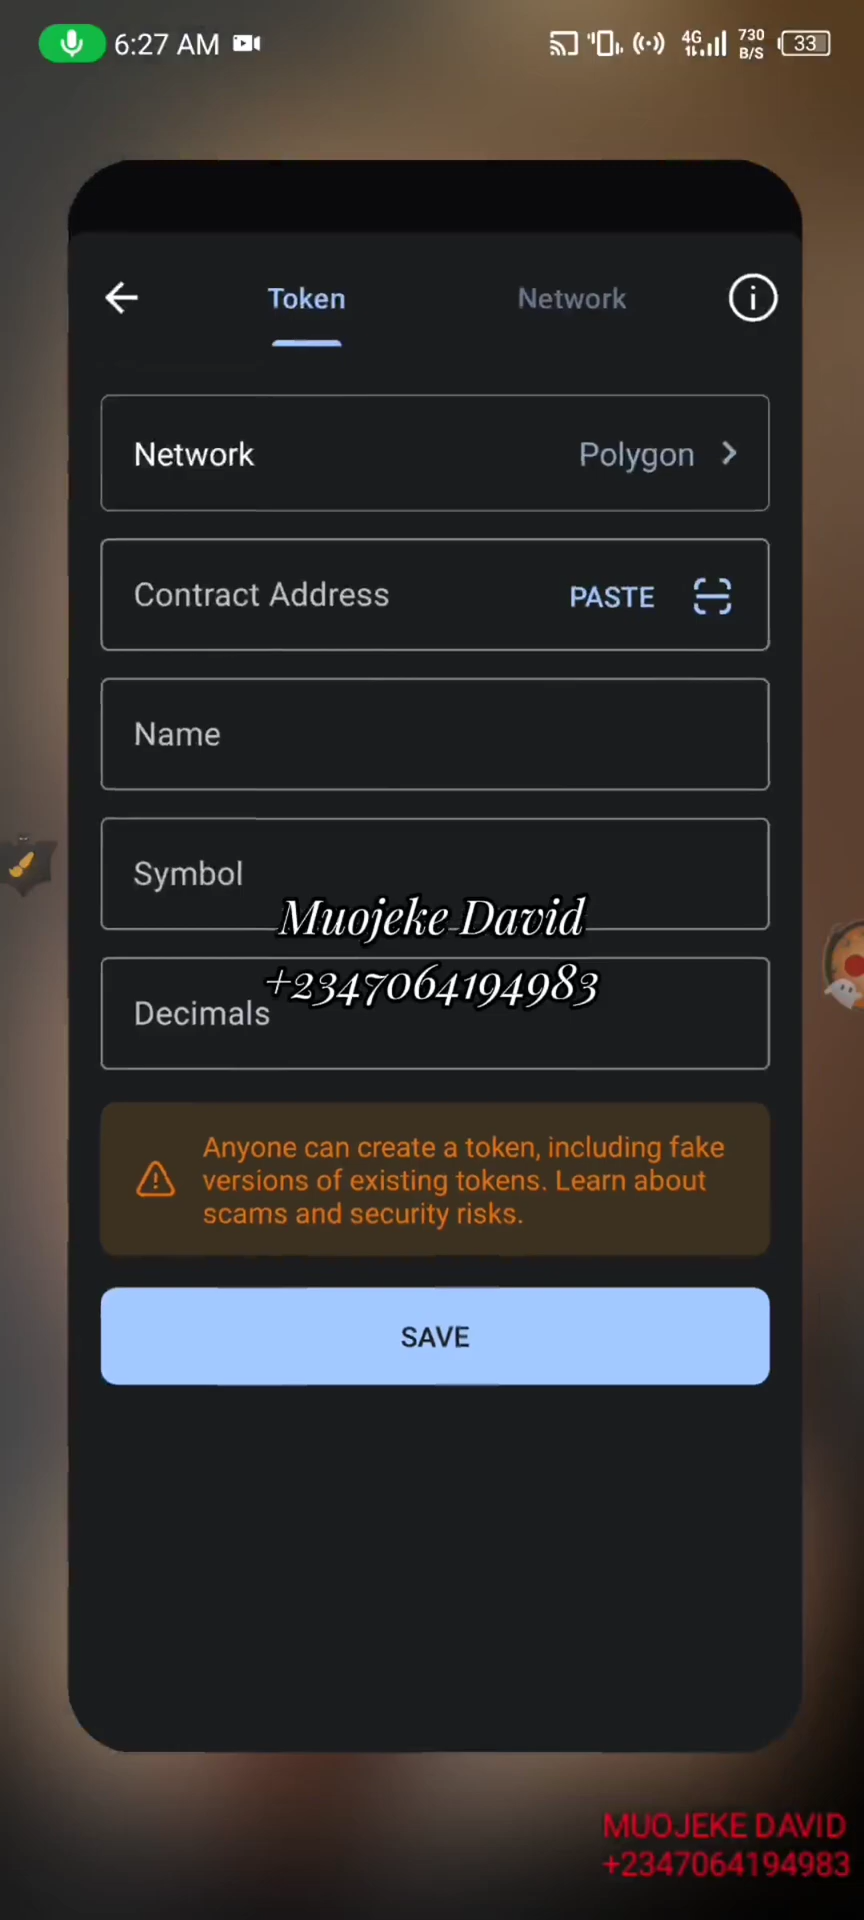 6:27 AM
4G
730
B/S
33
Token
Network
Network
Polygon
Contract Address
PASTE
Name
Symbol
Muojeke David
+2347064194983
Decimals
Anyone can create a token, including fake
versions of existing tokens. Learn about
scams and security risks.
SAVE
MUOJEKE DAVID
+2347064194983